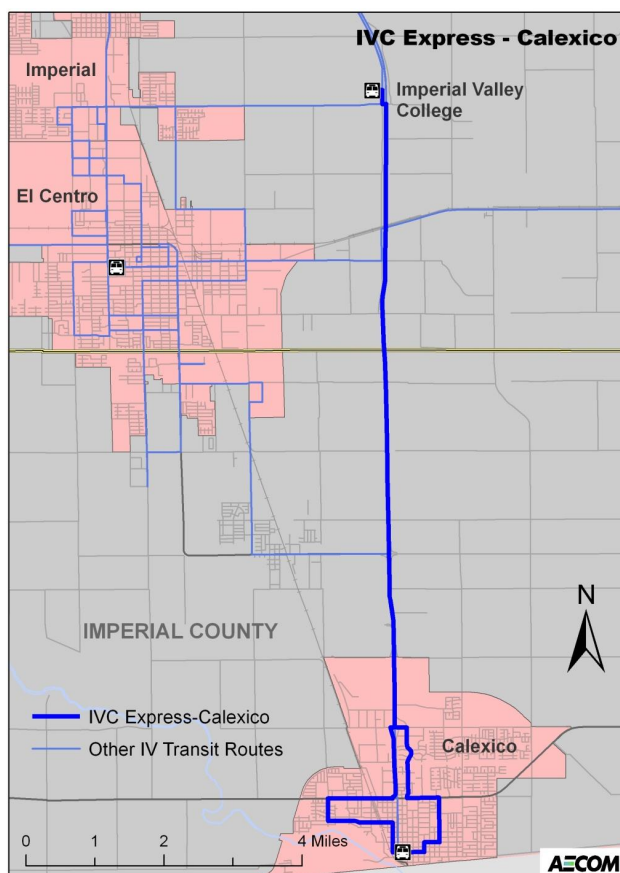 IVC Express - Calexico
Imperial
Imperial Valley
College
El Centro
N
IMPERIAL COUNTY
IVC Express-Calexico
Other IV Transit Routes
Calexico
0 1 2 4 Miles
AECOM